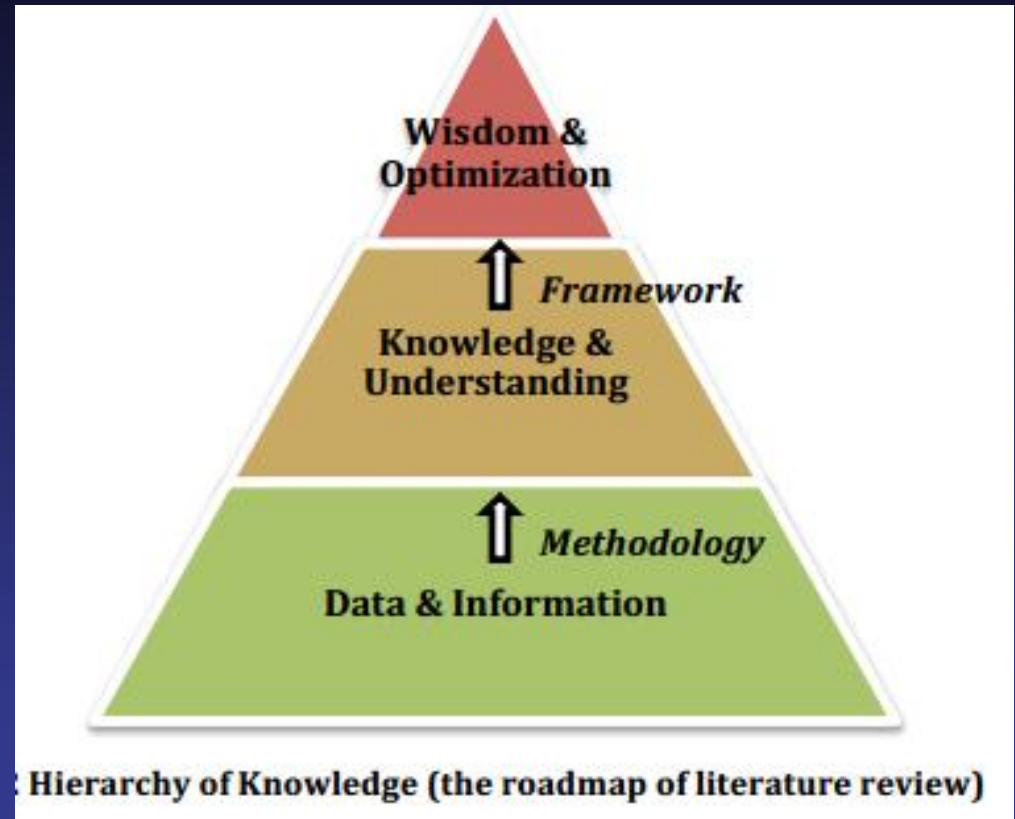 Wisdom &
Optimization
Framework
Knowledge &
Understanding
Methodology
Data & Information
Hierarchy of Knowledge (the roadmap of literature review)